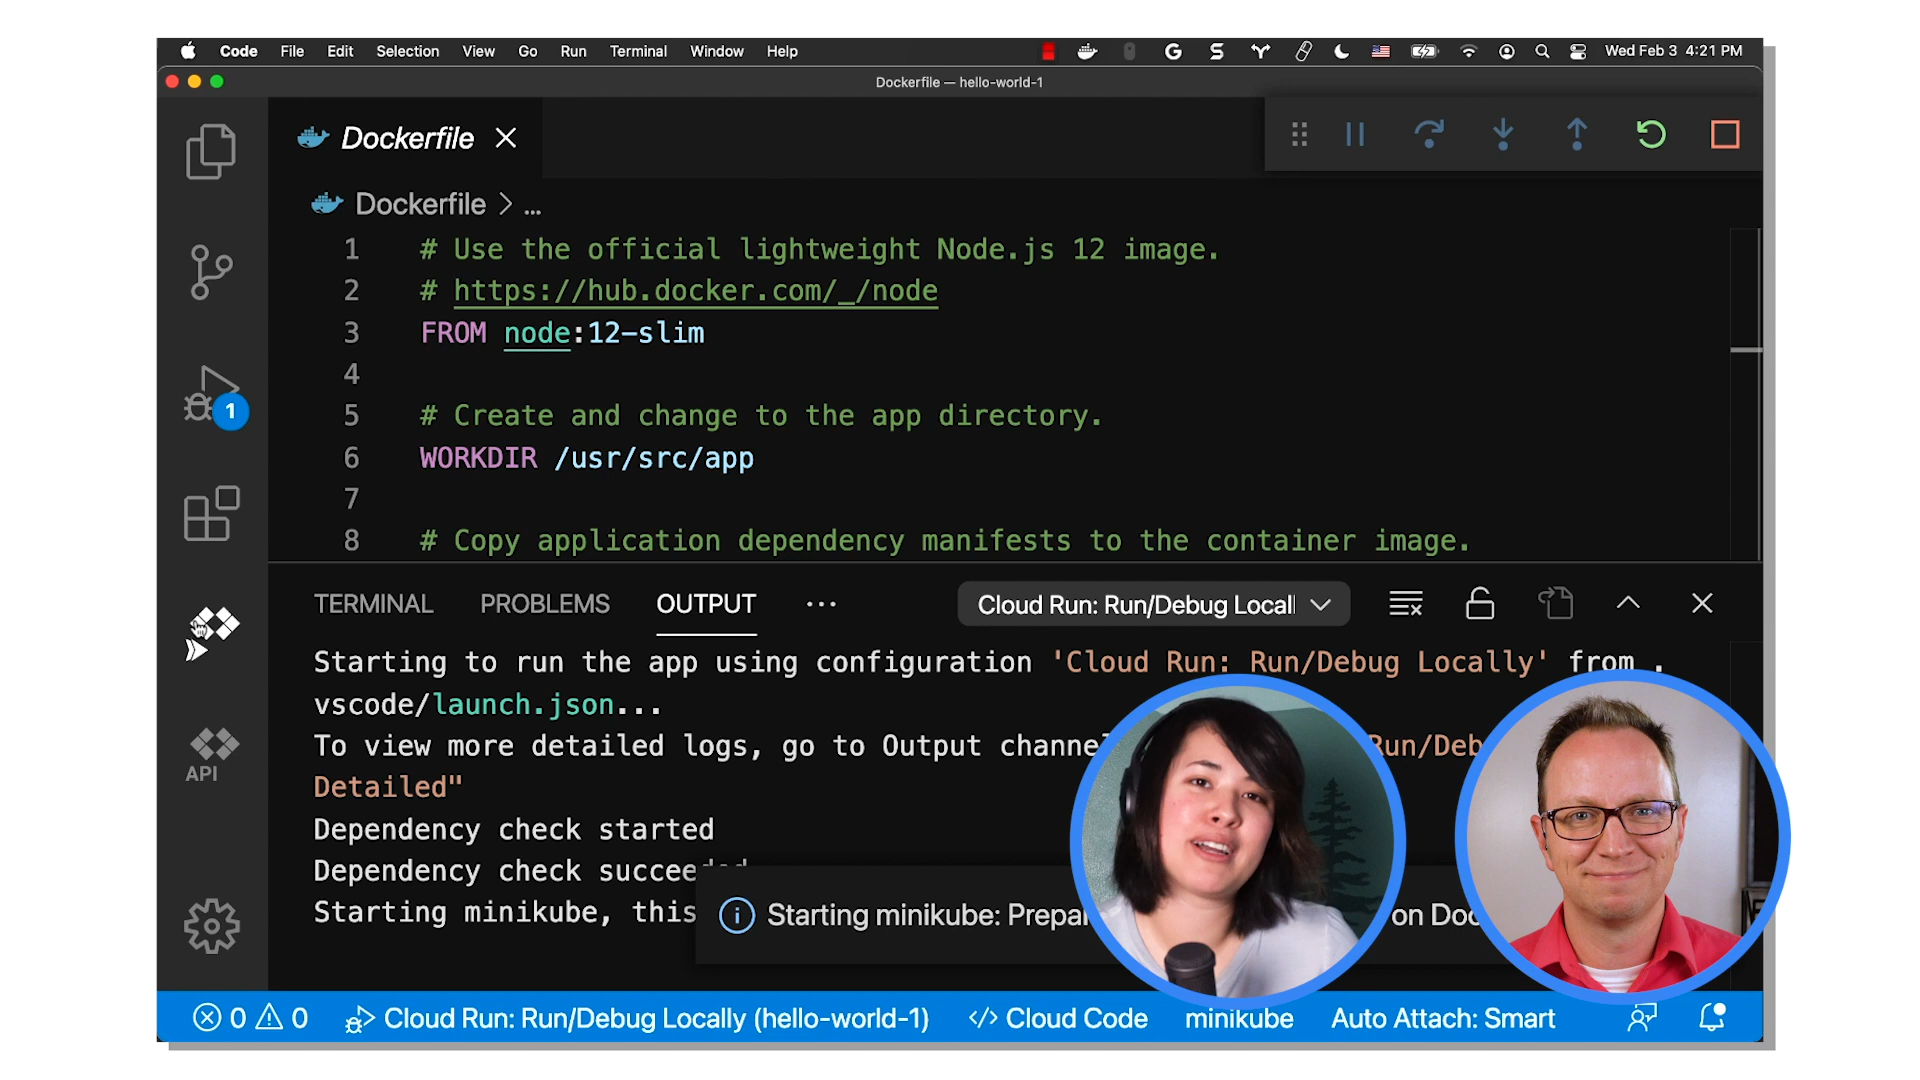 Code File Edit Selection View Go Run Terminal Window Help Wed Feb 3 4:21 PM
Dockerfile — hello-world-1
Dockerfile
Dockerfile > ...
1 # Use the official lightweight Node.js 12 image.
2 # https://hub.docker.com/_/node
3 FROM node:12-slim
4
5 # Create and change to the app directory.
6 WORKDIR /usr/src/app
7
8 # Copy application dependency manifests to the container image.
1
TERMINAL PROBLEMS OUTPUT ... Cloud Run: Run/Debug Locall
Starting to run the app using configuration 'Cloud Run: Run/Debug Locally' from .
vscode/launch.json...
To view more detailed logs, go to Output channel Run/Deb
Detailed"
Dependency check started
Dependency check succeeded
Starting minikube, this
Starting minikube: Prepar on Doc
API
0 0 Cloud Run: Run/Debug Locally (hello-world-1) </> Cloud Code minikube Auto Attach: Smart